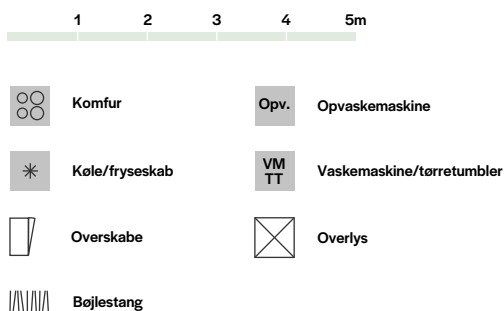 1 2 3 4 5m
Komfur
Opv. Opvaskemaskine
Køle/fryseskab
VM
TT Vaskemaskine/tørretumbler
Overskabe
Overlys
Bøjlestang